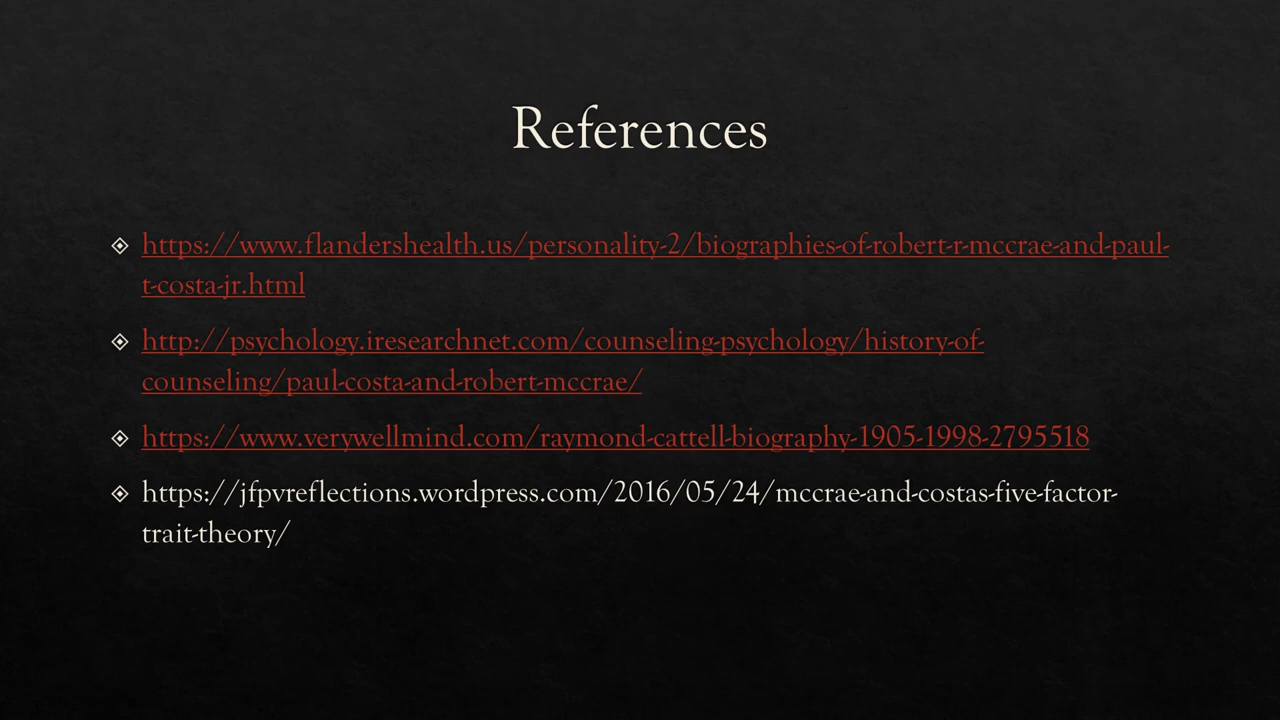 References
https://www.flandershealth.us/personality-2/biographies-of-robert-r-mccrae-and-paul-
t-costa-jr.html
http://psychology.iresearchnet.com/counseling-psychology/history-of-
counseling/paul-costa-and-robert-mccrae/
https://www.verywellmind.com/raymond-cattell-biography-1905-1998-2795518
https://jfpvreflections.wordpress.com/2016/05/24/mccrae-and-costas-five-factor-
trait-theory/